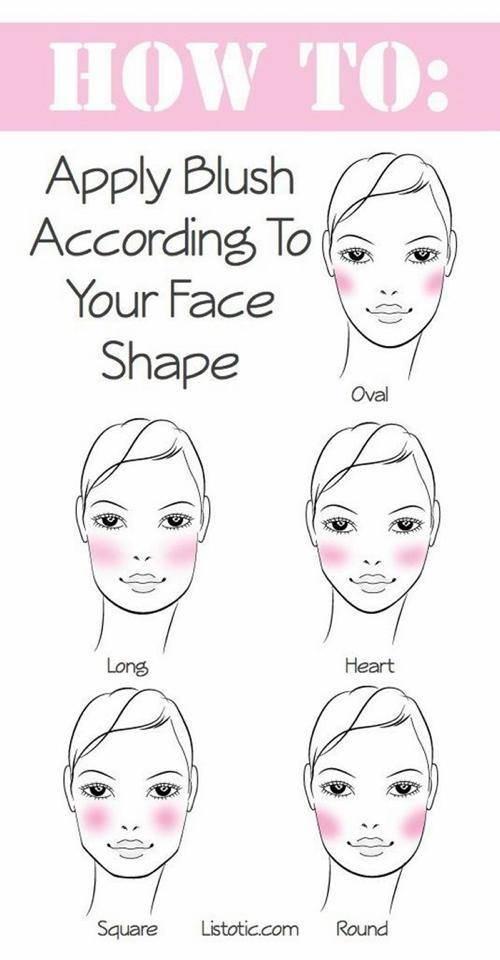 HOW TO:
Apply Blush
According To
Your Face
Shape
Oval
Long
Heart
Square
Listotic.com
Round